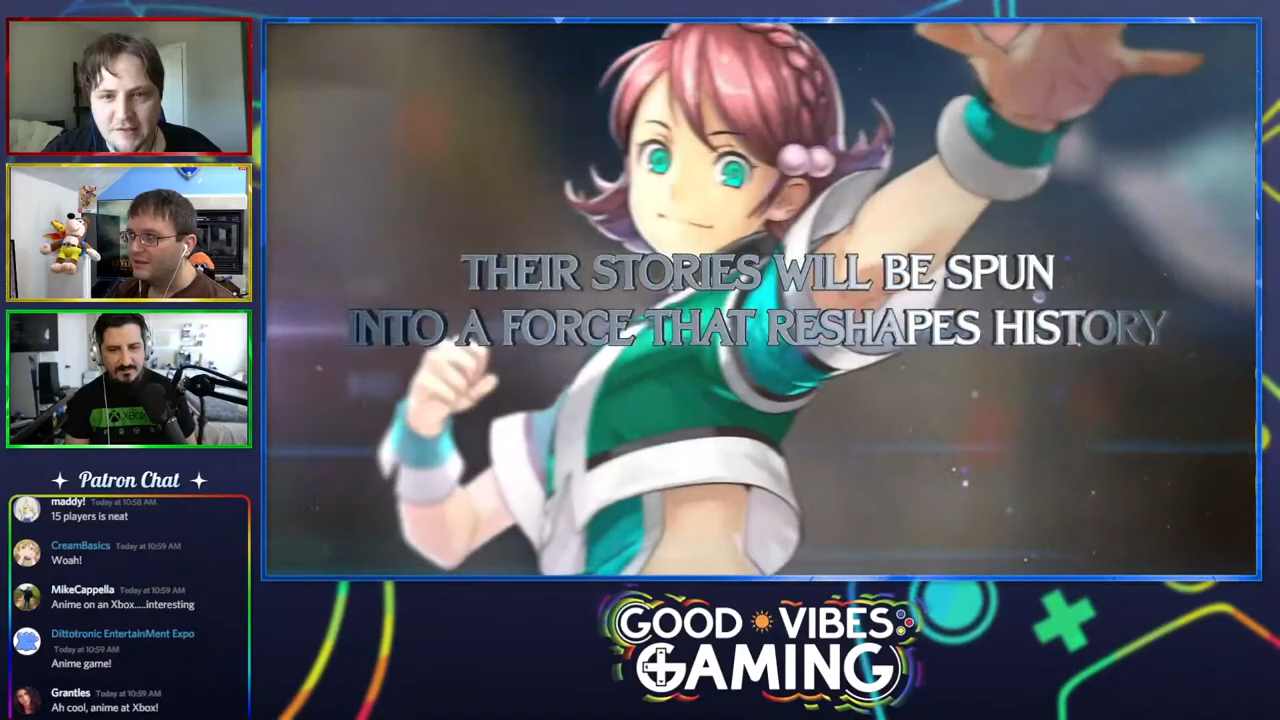 THEIR STORIES WILL BE SPUN
INTO A FORCE THAT RESHAPES HISTORY
XBOX
Patron Chat
maddy! Today at 10:58 AM
15 players is neat
CreamBasics Today at 10:59 AM
Woah!
MikeCappella Today at 10:59 AM
Anime on an Xbox.....interesting
Dittotronic EntertainMent Expo
Today at 10:59 AM
Anime game!
Grantles Today at 10:59 AM
Ah cool, anime at Xbox!
GOOD VIBES
GAMING